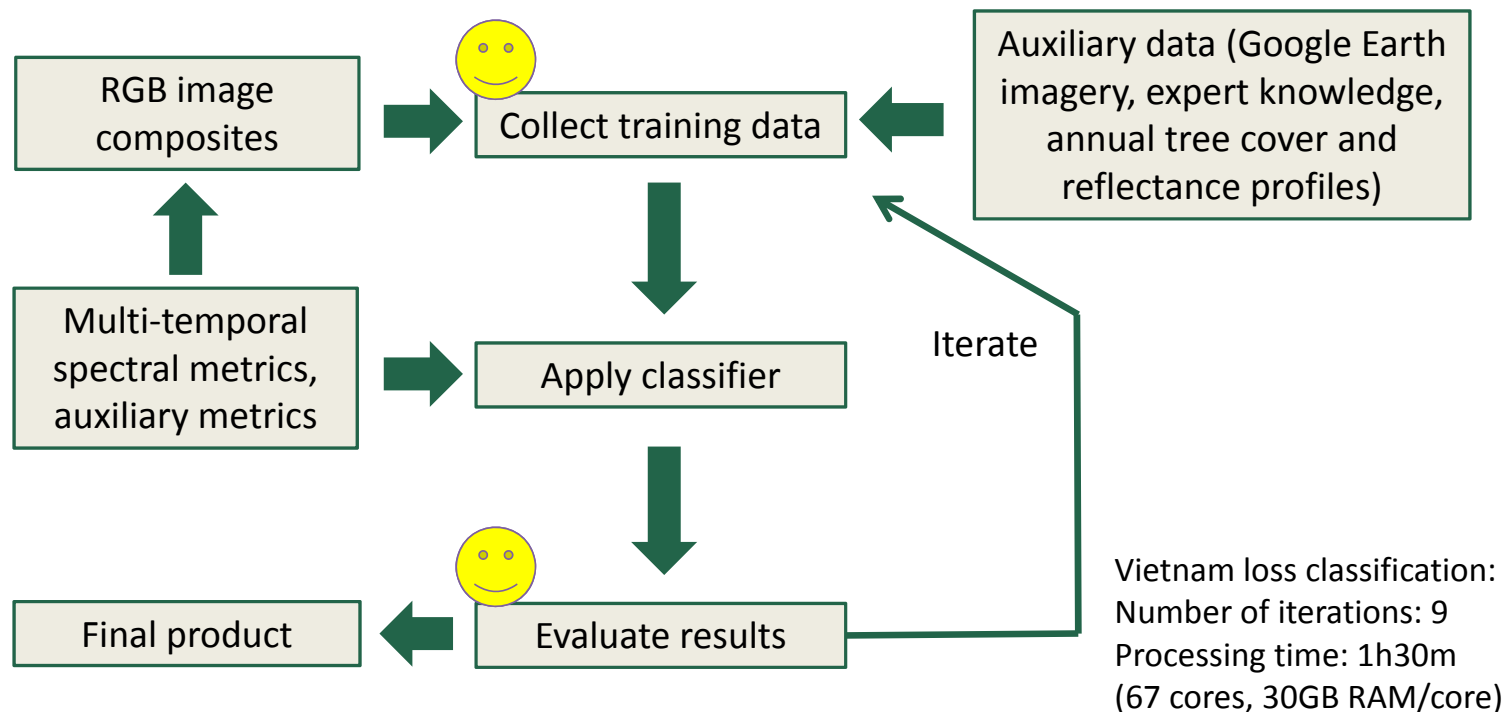 RGB image
composites
Collect training data
Auxiliary data (Google Earth
imagery, expert knowledge,
annual tree cover and
reflectance profiles)
Multi-temporal
spectral metrics,
auxiliary metrics
Apply classifier
Iterate
Final product
Evaluate results
Vietnam loss classification:
Number of iterations: 9
Processing time: 1h30m
(67 cores, 30GB RAM/core)